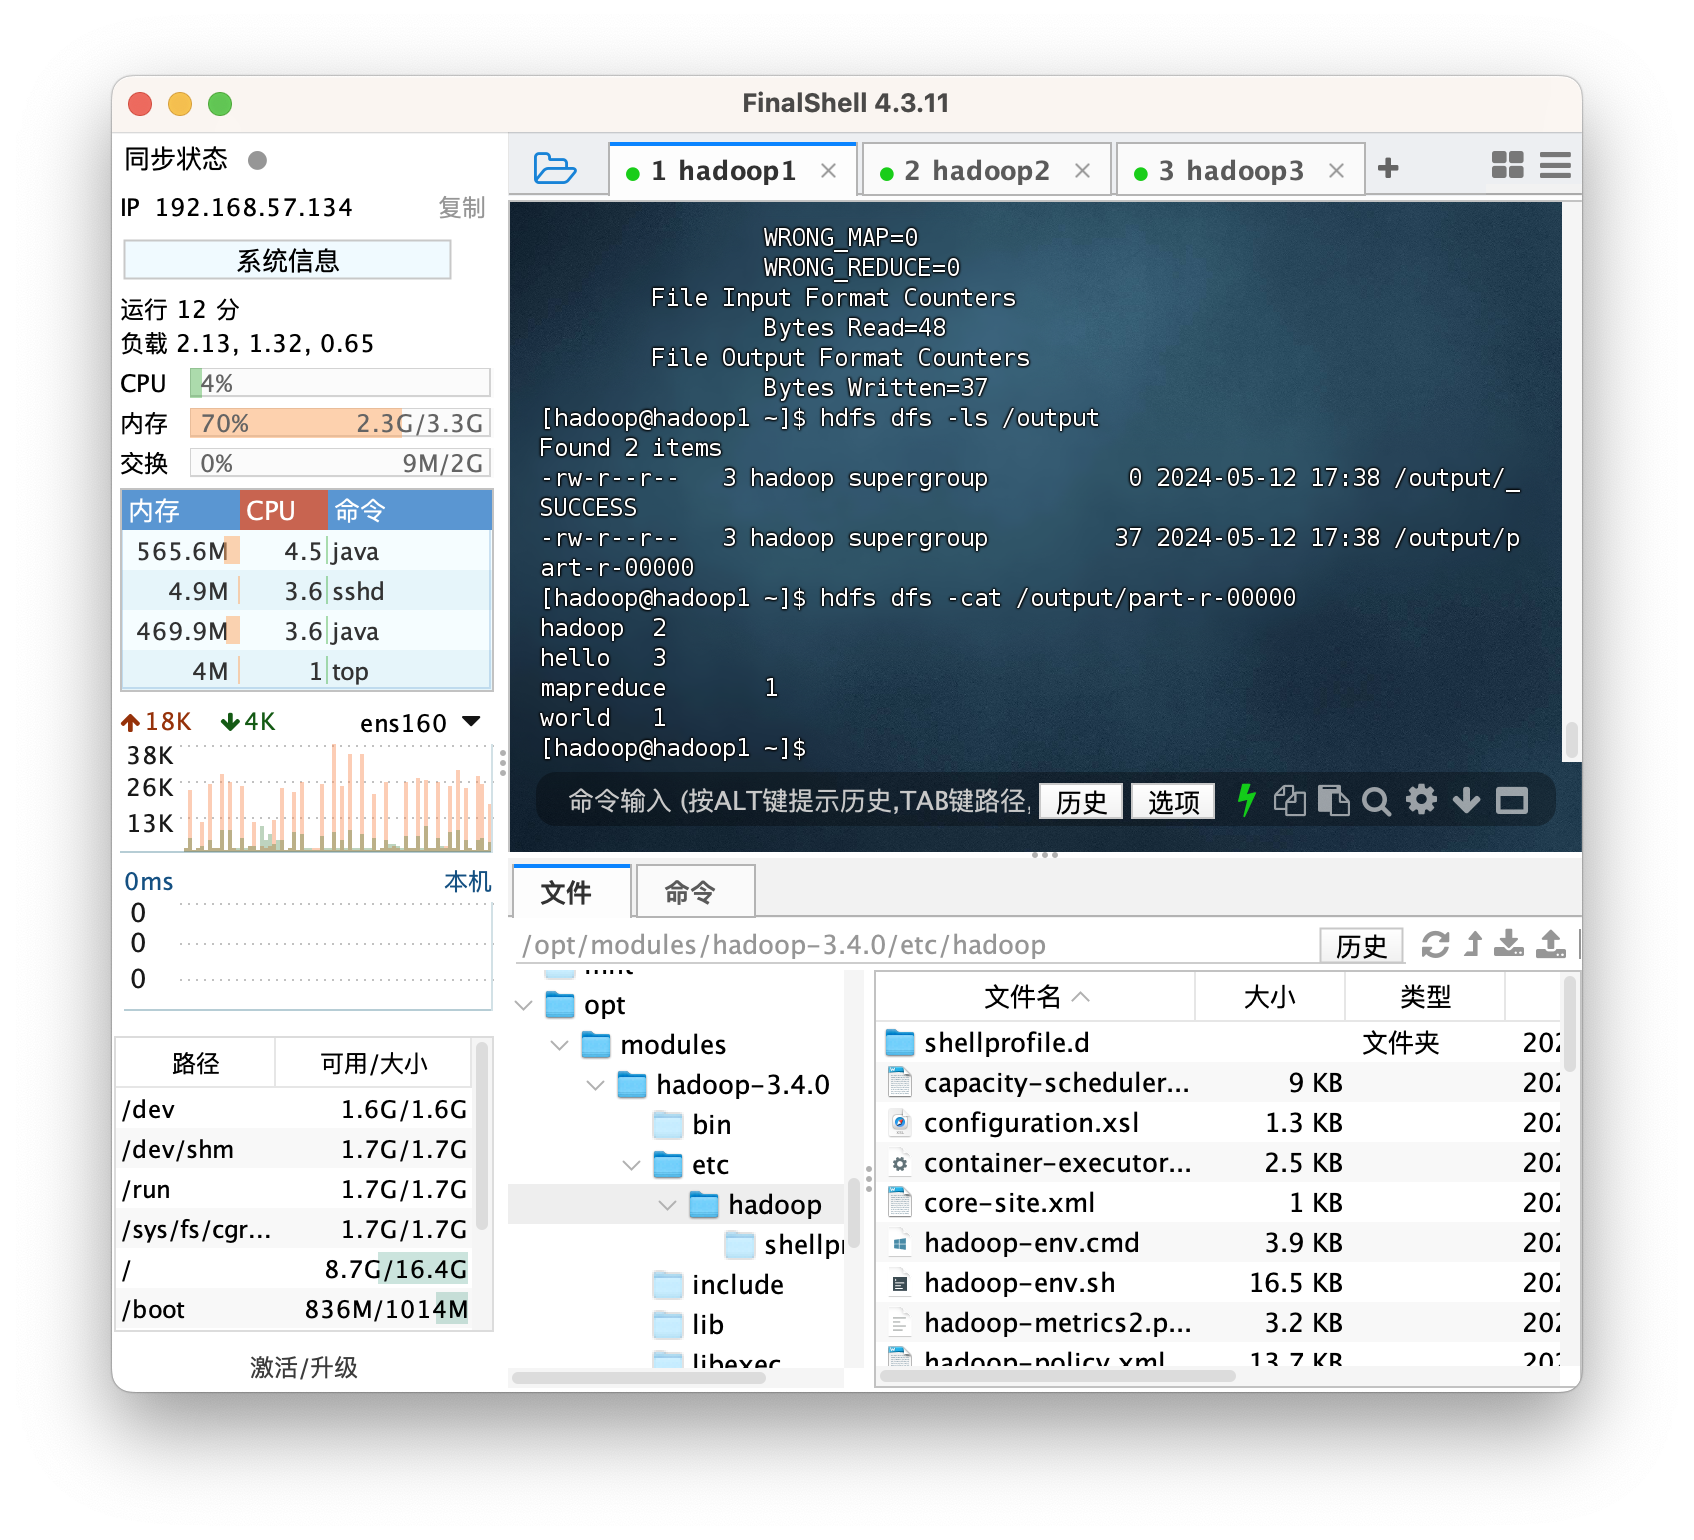 FinalShell 4.3.11
同步状态
IP 192.168.57.134 复制
系统信息
运行 12 分
负载 2.13, 1.32, 0.65
CPU 4%
内存 70% 2.3G/3.3G
交换 0% 9M/2G
内存 CPU 命令
565.6M 4.5 java
4.9M 3.6 sshd
469.9M 3.6 java
4M 1 top
18K 4K ens160
38K
26K
13K
0ms 本机
0
0
0
路径 可用/大小
/dev 1.6G/1.6G
/dev/shm 1.7G/1.7G
/run 1.7G/1.7G
/sys/fs/cgr... 1.7G/1.7G
/ 8.7G/16.4G
/boot 836M/1014M
激活/升级
1 hadoop1 2 hadoop2 3 hadoop3
WRONG_MAP=0
WRONG_REDUCE=0
File Input Format Counters
Bytes Read=48
File Output Format Counters
Bytes Written=37
[hadoop@hadoop1 ~]$ hdfs dfs -ls /output
Found 2 items
-rw-r--r--   3 hadoop supergroup          0 2024-05-12 17:38 /output/_
SUCCESS
-rw-r--r--   3 hadoop supergroup         37 2024-05-12 17:38 /output/p
art-r-00000
[hadoop@hadoop1 ~]$ hdfs dfs -cat /output/part-r-00000
hadoop  2
hello   3
mapreduce       1
world   1
[hadoop@hadoop1 ~]$
命令输入 (按ALT键提示历史,TAB键路径, 历史 选项
文件 命令
/opt/modules/hadoop-3.4.0/etc/hadoop 历史
mnt
opt
modules
hadoop-3.4.0
bin
etc
hadoop
shellpr
include
lib
libexec
文件名 大小 类型
shellprofile.d 文件夹 202
capacity-scheduler... 9 KB 202
configuration.xsl 1.3 KB 202
container-executor... 2.5 KB 202
core-site.xml 1 KB 202
hadoop-env.cmd 3.9 KB 202
hadoop-env.sh 16.5 KB 202
hadoop-metrics2.p... 3.2 KB 202
hadoop-policy.xml 13.7 KB 202